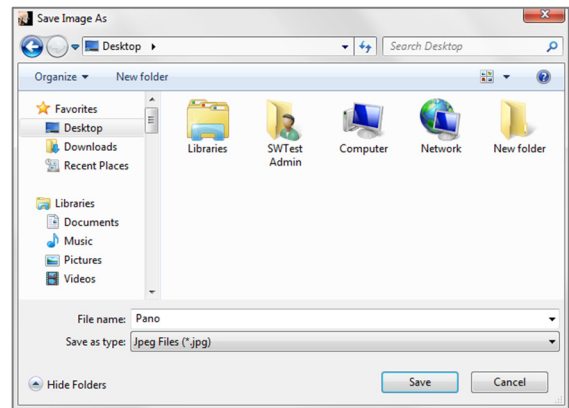 Save Image As
Desktop
Search Desktop
Organize
New folder
Favorites
Desktop
Downloads
Recent Places
Libraries
Documents
Music
Pictures
Videos
Libraries
SWTest Admin
Computer
Network
New folder
File name: Pano
Save as type: Jpeg Files (*.jpg)
Hide Folders
Save
Cancel